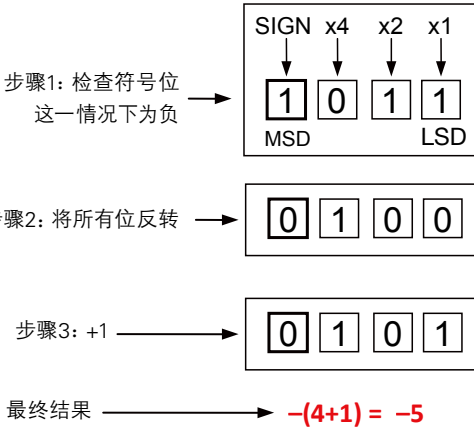 SIGN x4 x2 x1
步骤1：检查符号位
这一情况下为负
1 0 1 1
MSD LSD
骤2：将所有位反转
0 1 0 0
步骤3：+1
0 1 0 1
最终结果
–(4+1) = –5